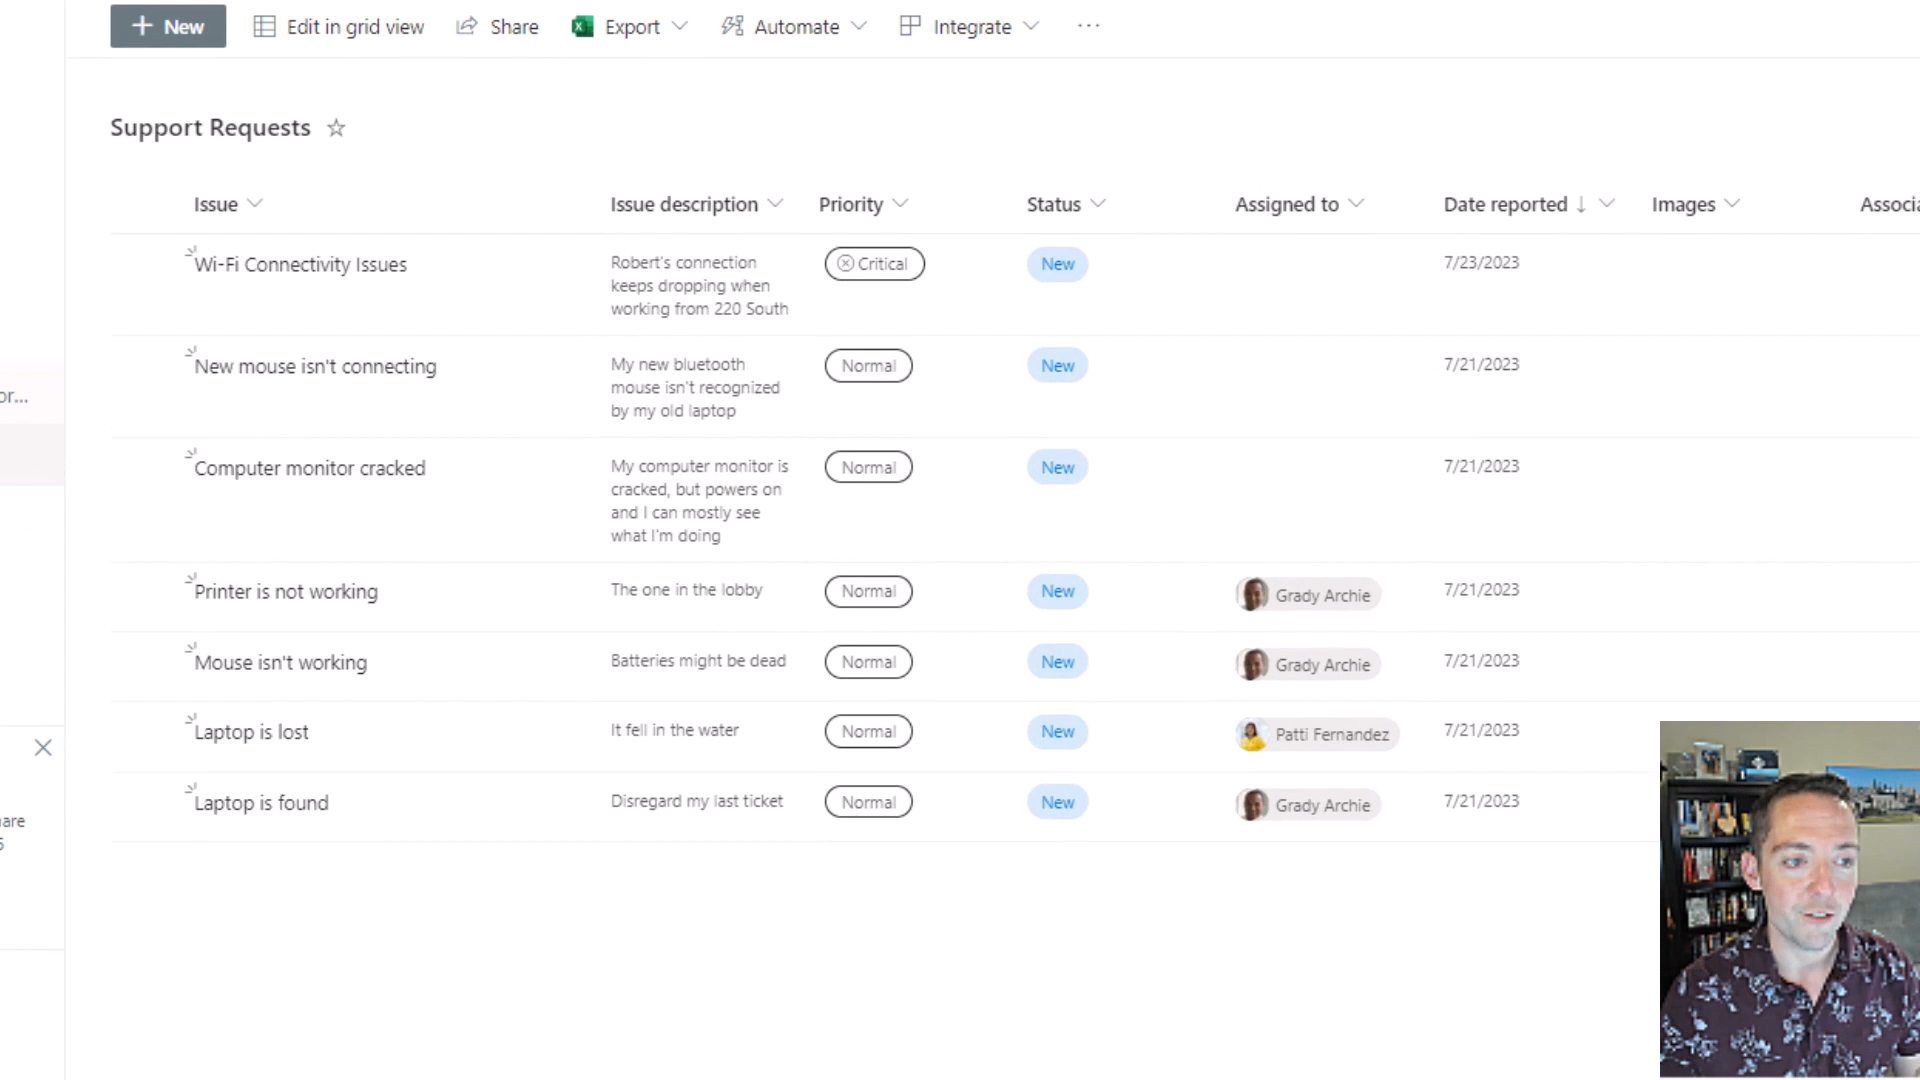 New Edit in grid view Share Export Automate Integrate ...
Support Requests
Issue Issue description Priority Status Assigned to Date reported Images Associa
Wi-Fi Connectivity Issues
Robert's connection
keeps dropping when
working from 220 South
Critical
New
7/23/2023
New mouse isn't connecting
My new bluetooth
mouse isn't recognized
by my old laptop
Normal
New
7/21/2023
or...
Computer monitor cracked
My computer monitor is
cracked, but powers on
and I can mostly see
what I'm doing
Normal
New
7/21/2023
Printer is not working
The one in the lobby
Normal
New
Grady Archie
7/21/2023
Mouse isn't working
Batteries might be dead
Normal
New
Grady Archie
7/21/2023
Laptop is lost
It fell in the water
Normal
New
Patti Fernandez
7/21/2023
Laptop is found
Disregard my last ticket
Normal
New
Grady Archie
7/21/2023
are